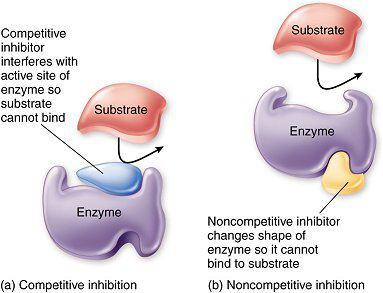 Competitive
inhibitor
interferes with
active site of
enzyme so
substrate
cannot bind
Substrate
Enzyme
(a) Competitive inhibition
Substrate
Enzyme
Noncompetitive inhibitor
changes shape of
enzyme so it cannot
bind to substrate
(b) Noncompetitive inhibition